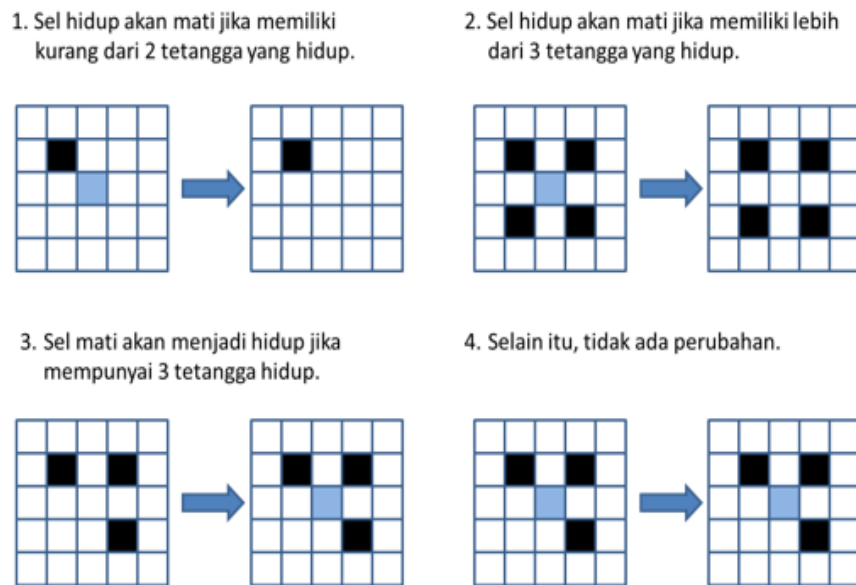 1. Sel hidup akan mati jika memiliki
kurang dari 2 tetangga yang hidup.
2. Sel hidup akan mati jika memiliki lebih
dari 3 tetangga yang hidup.
3. Sel mati akan menjadi hidup jika
mempunyai 3 tetangga hidup.
4. Selain itu, tidak ada perubahan.